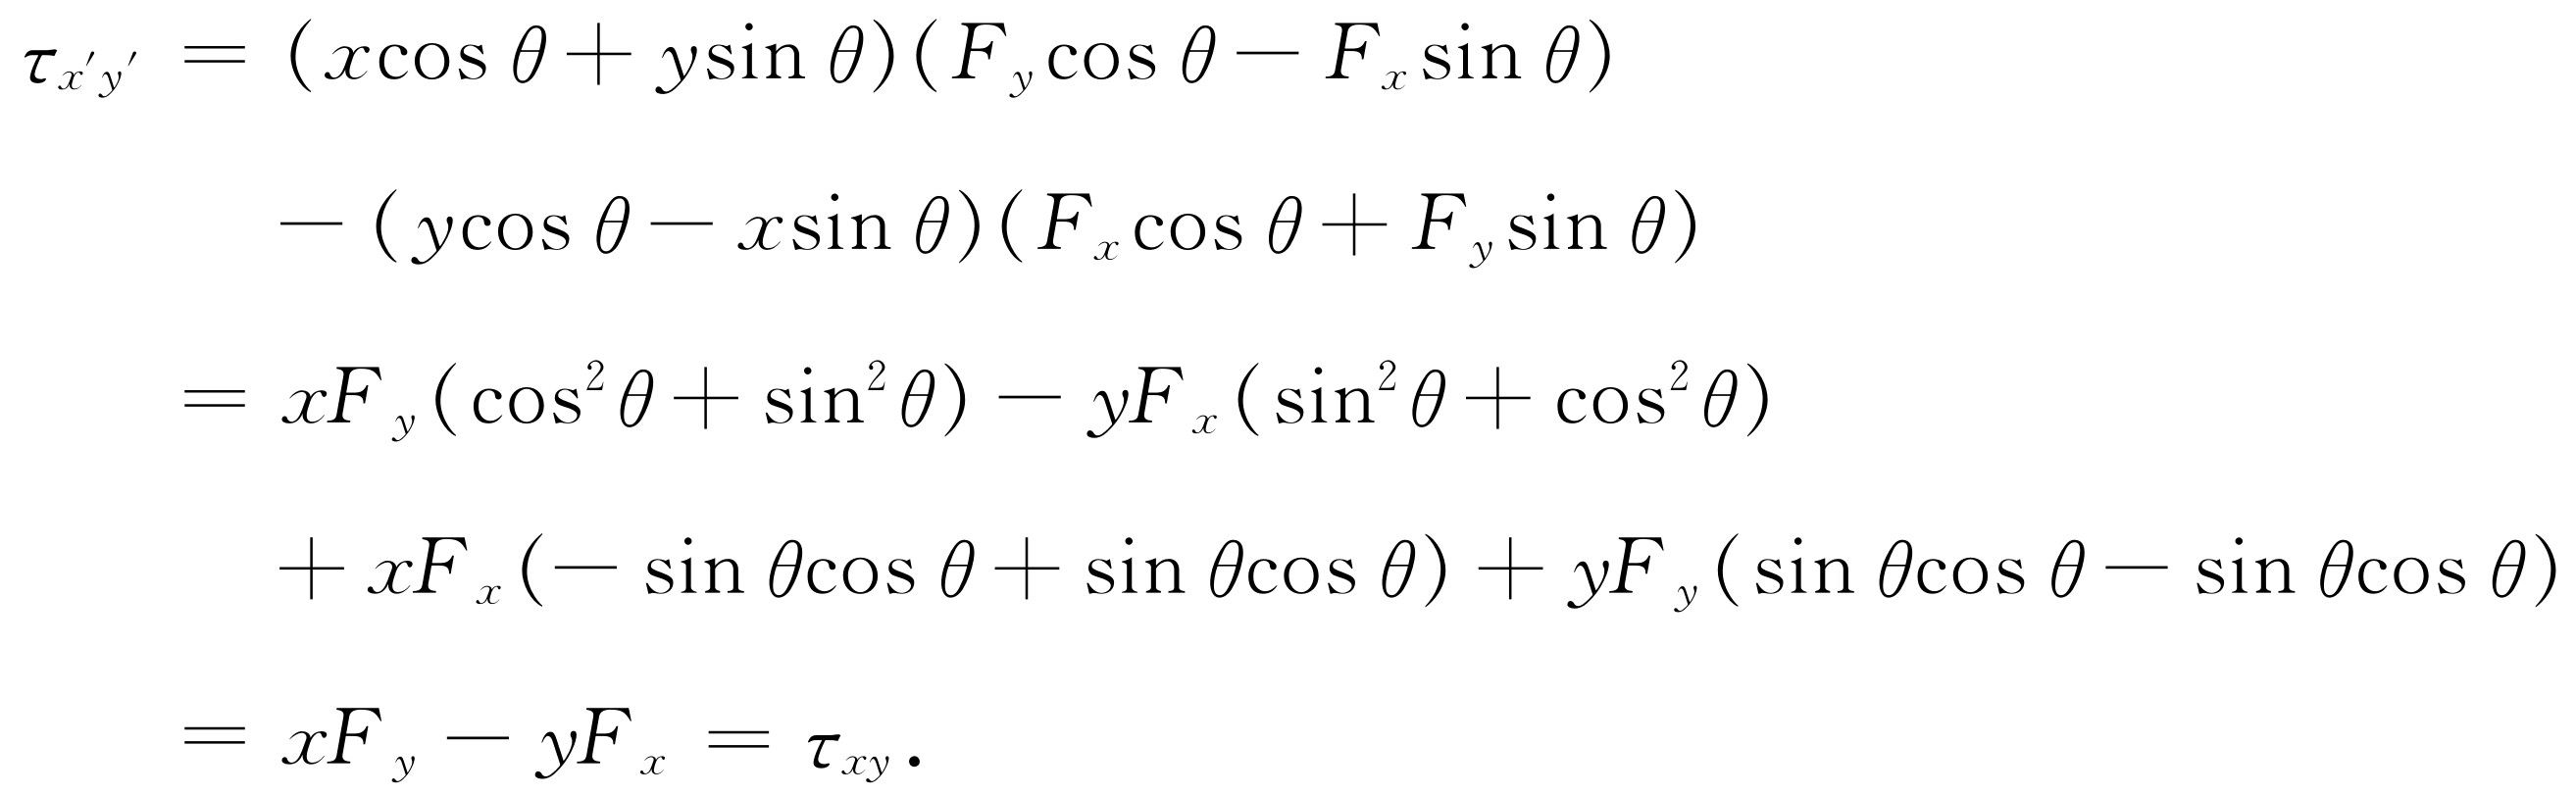 τ_{x′y′} = (x cos θ + y sin θ)(F_y cos θ − F_x sin θ)
− (y cos θ − x sin θ)(F_x cos θ + F_y sin θ)
= xF_y(cos²θ + sin²θ) − yF_x(sin²θ + cos²θ)
+ xF_x(− sin θ cos θ + sin θ cos θ) + yF_y(sin θ cos θ − sin θ cos θ)
= xF_y − yF_x = τ_{xy}.